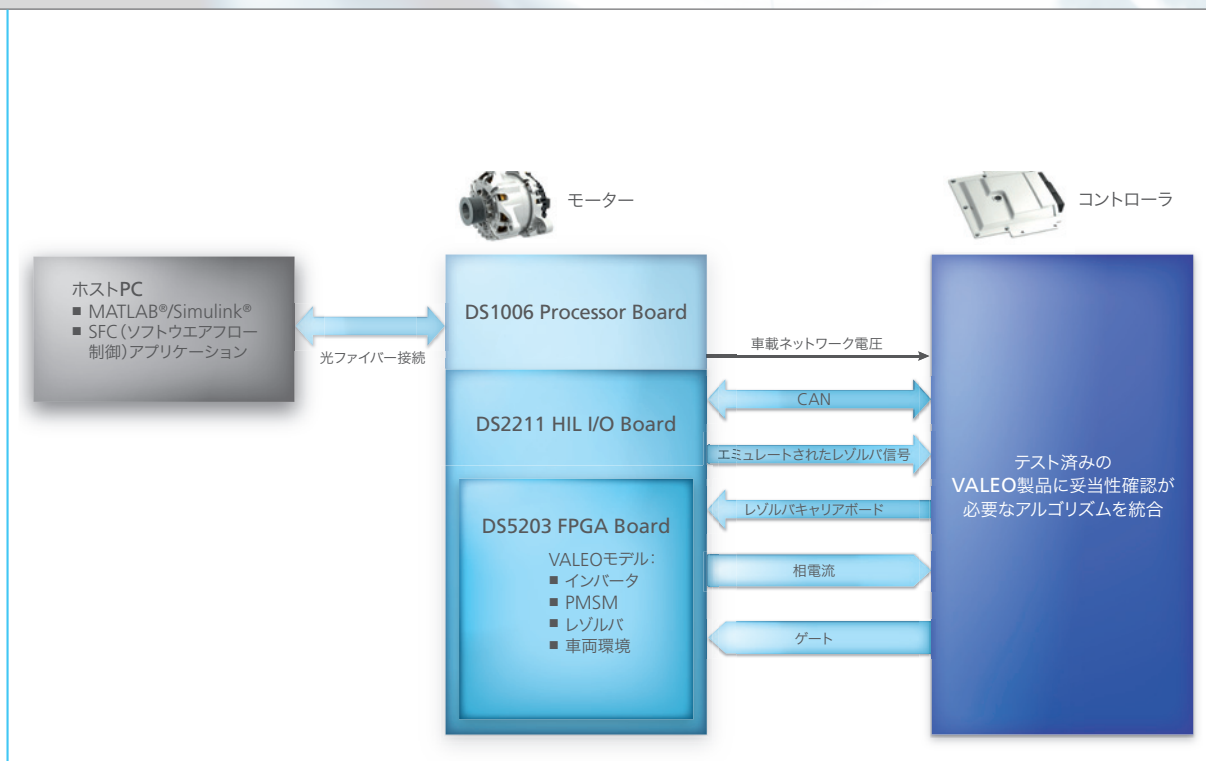 モーター
コントローラ
ホストPC
■ MATLAB®/Simulink®
■ SFC（ソフトウエアフロー
制御）アプリケーション
光ファイバー接続
DS1006 Processor Board
DS2211 HIL I/O Board
DS5203 FPGA Board
VALEOモデル：
■ インバータ
■ PMSM
■ レゾルバ
■ 車両環境
車載ネットワーク電圧
CAN
エミュレートされたレゾルバ信号
レゾルバキャリアボード
相電流
ゲート
テスト済みの
VALEO製品に妥当性確認が
必要なアルゴリズムを統合